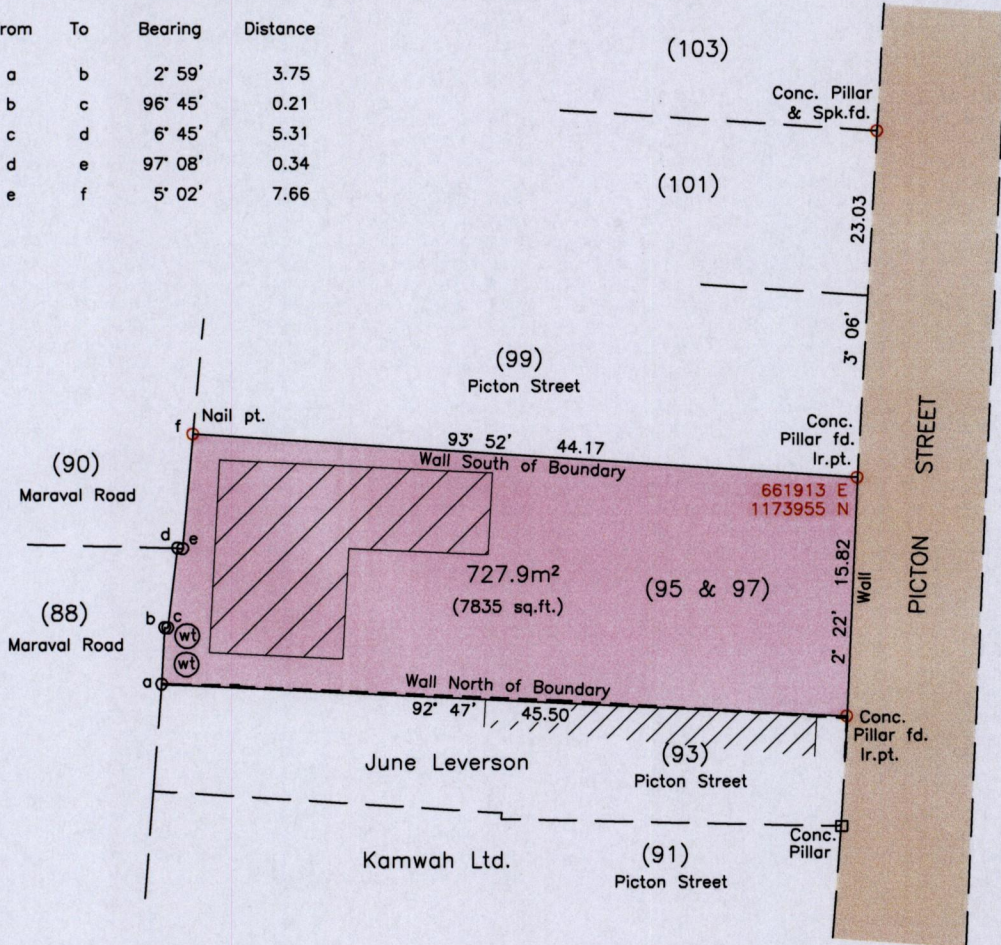 rom To Bearing Distance
a b 2° 59' 3.75
b c 96° 45' 0.21
c d 6° 45' 5.31
d e 97° 08' 0.34
e f 5° 02' 7.66
(103)
Conc. Pillar
& Spk.fd.
(101)
23.03
3° 06'
(99)
Picton Street
f Nail pt.
93° 52' 44.17
Wall South of Boundary
Conc.
Pillar fd.
Ir.pt.
661913 E
1173955 N
PICTON STREET
(90)
Maraval Road
d e
727.9m²
(7835 sq.ft.)
(95 & 97)
15.82
Wall
2° 22'
(88)
Maraval Road
b c
wt
wt
a
Wall North of Boundary
92° 47' 45.50
Conc.
Pillar fd.
Ir.pt.
June Leverson
(93)
Picton Street
Conc.
Pillar
Kamwah Ltd.
(91)
Picton Street